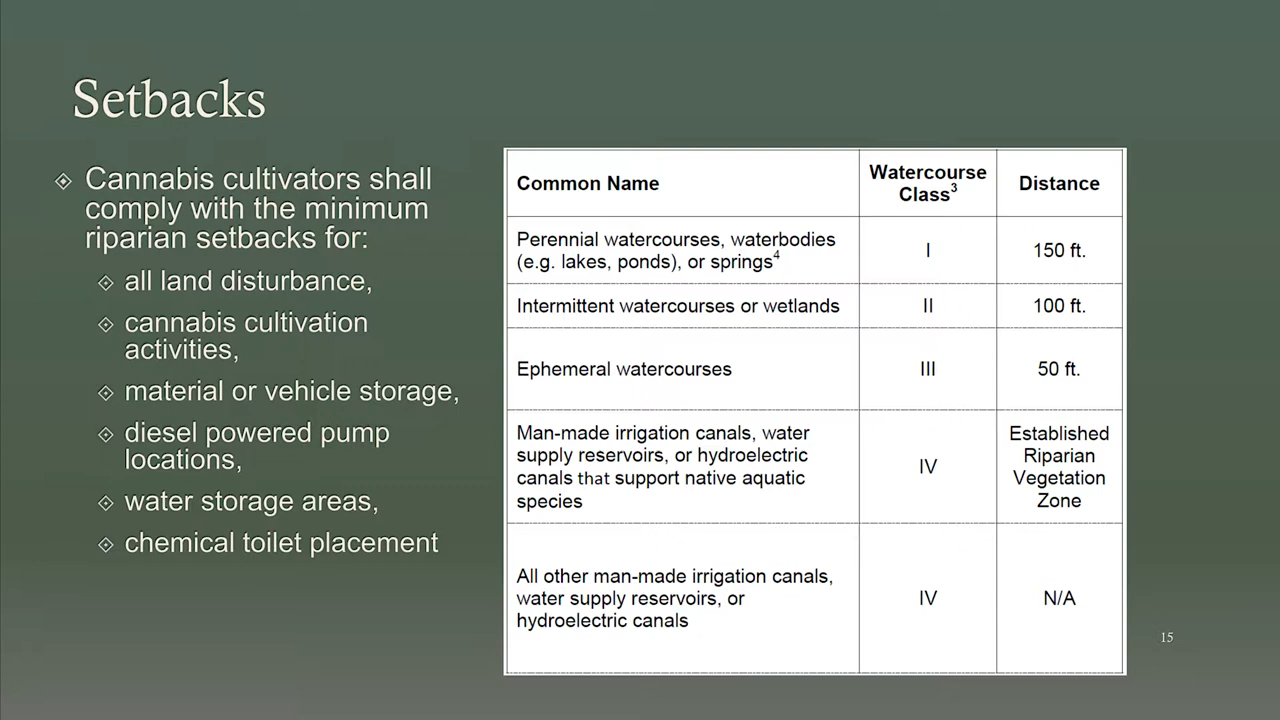 Setbacks
Cannabis cultivators shall
comply with the minimum
riparian setbacks for:
all land disturbance,
cannabis cultivation
activities,
material or vehicle storage,
diesel powered pump
locations,
water storage areas,
chemical toilet placement
Common Name
Watercourse
Class3
Distance
Perennial watercourses, waterbodies
(e.g. lakes, ponds), or springs4
I
150 ft.
Intermittent watercourses or wetlands
II
100 ft.
Ephemeral watercourses
III
50 ft.
Man-made irrigation canals, water
supply reservoirs, or hydroelectric
canals that support native aquatic
species
IV
Established
Riparian
Vegetation
Zone
All other man-made irrigation canals,
water supply reservoirs, or
hydroelectric canals
IV
N/A
15